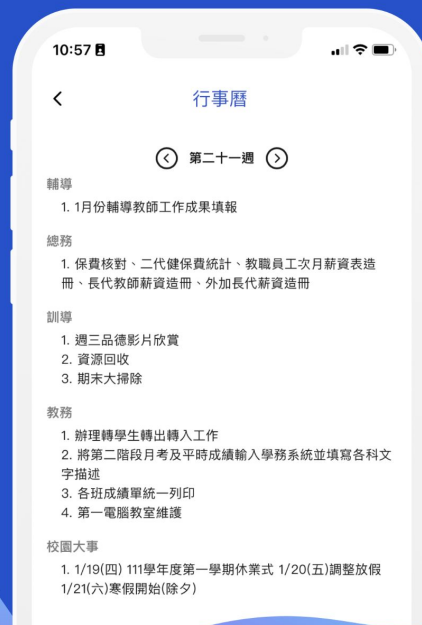 10:57
行事曆
第二十一週
輔導
1. 1月份輔導教師工作成果填報
總務
1. 保費核對、二代健保費統計、教職員工次月薪資表造
冊、長代教師薪資造冊、外加長代薪資造冊
訓導
1. 週三品德影片欣賞
2. 資源回收
3. 期末大掃除
教務
1. 辦理轉學生轉出轉入工作
2. 將第二階段月考及平時成績輸入學務系統並填寫各科文
字描述
3. 各班成績單統一列印
4. 第一電腦教室維護
校園大事
1. 1/19(四) 111學年度第一學期休業式 1/20(五)調整放假
1/21(六)寒假開始(除夕)